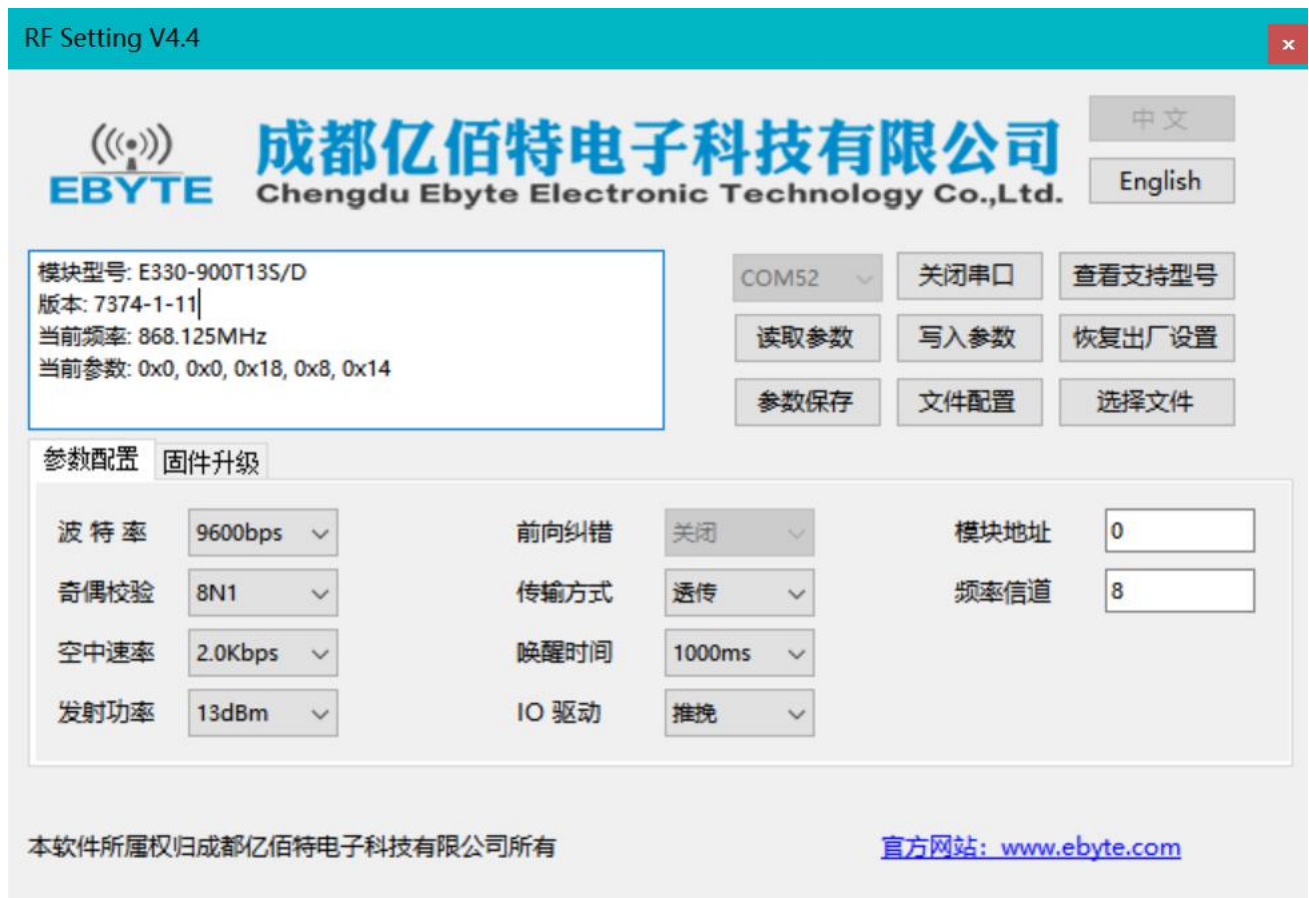 RF Setting V4.4
x
EBYTE
成都亿佰特电子科技有限公司
Chengdu Ebyte Electronic Technology Co.,Ltd.
中文
English
模块型号: E330-900T13S/D
版本: 7374-1-11
当前频率: 868.125MHz
当前参数: 0x0, 0x0, 0x18, 0x8, 0x14
COM52 关闭串口 查看支持型号
读取参数 写入参数 恢复出厂设置
参数保存 文件配置 选择文件
参数配置 固件升级
波特率 9600bps 前向纠错 关闭 模块地址 0
奇偶校验 8N1 传输方式 透传 频率信道 8
空中速率 2.0Kbps 唤醒时间 1000ms
发射功率 13dBm IO 驱动 推挽
本软件所属权归成都亿佰特电子科技有限公司所有 官方网站：www.ebyte.com